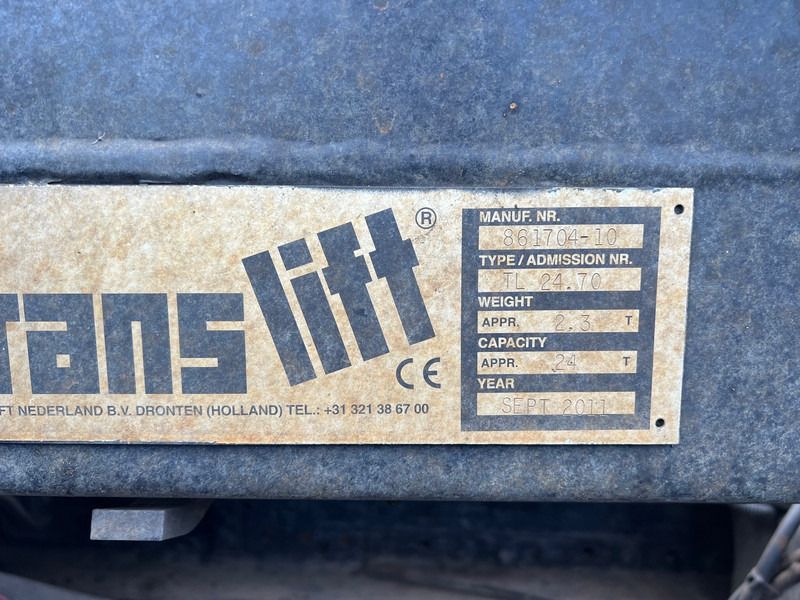 rans lift ®
CE
FT NEDERLAND B.V. DRONTEN (HOLLAND) TEL.: +31 321 38 67 00
MANUF. NR.
861704-10
TYPE / ADMISSION NR.
TL 24.70
WEIGHT
APPR. 2.3 T
CAPACITY
APPR. 24 T
YEAR
SEPT 2011